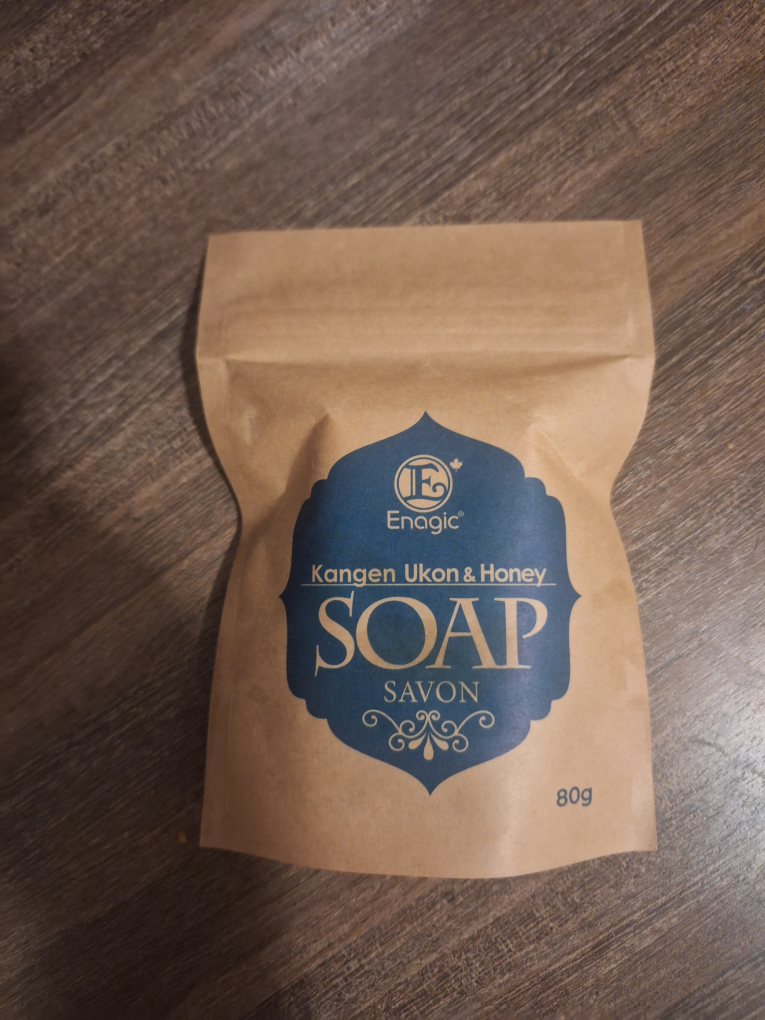 E
Enagic®
Kangen Ukon & Honey
SOAP
SAVON
80g